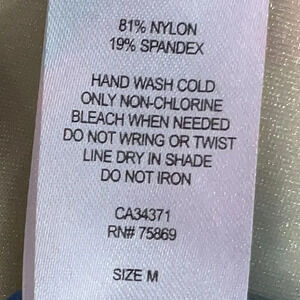 81% NYLON
19% SPANDEX
HAND WASH COLD
ONLY NON-CHLORINE
BLEACH WHEN NEEDED
DO NOT WRING OR TWIST
LINE DRY IN SHADE
DO NOT IRON
CA34371
RN# 75869
SIZE M